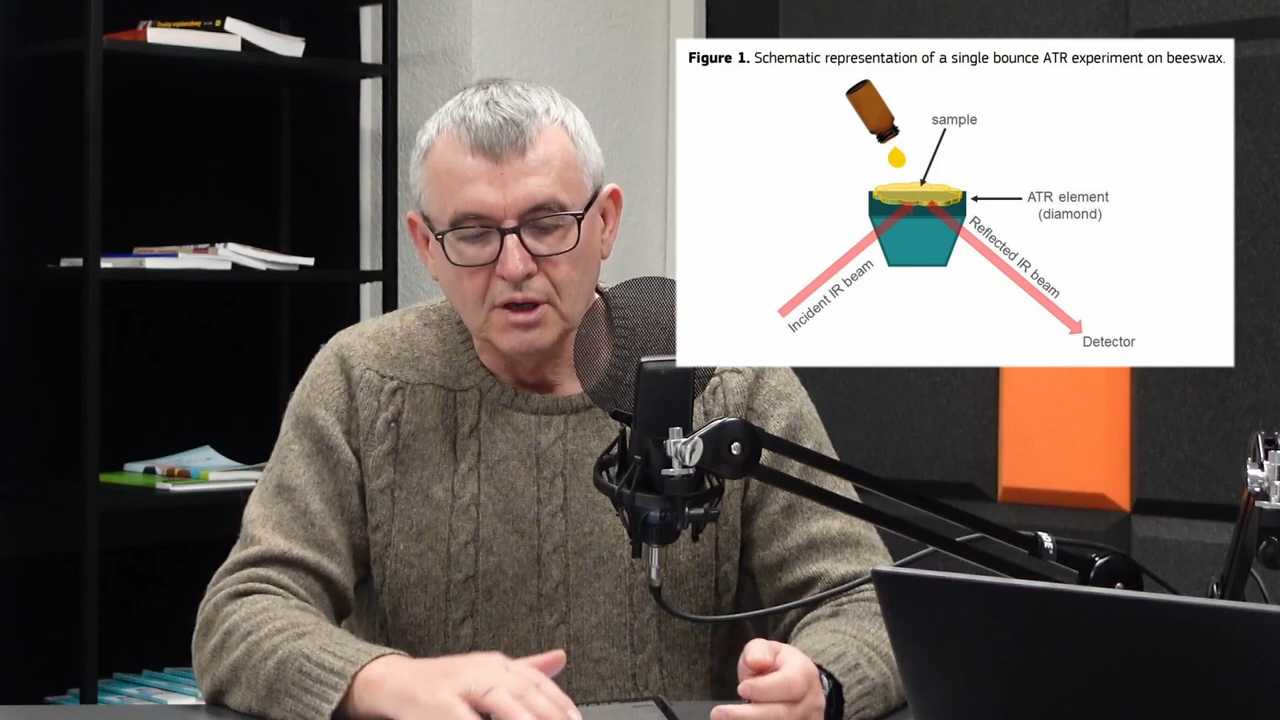 Figure 1. Schematic representation of a single bounce ATR experiment on beeswax.
sample
ATR element
(diamond)
Incident IR beam
Reflected IR beam
Detector